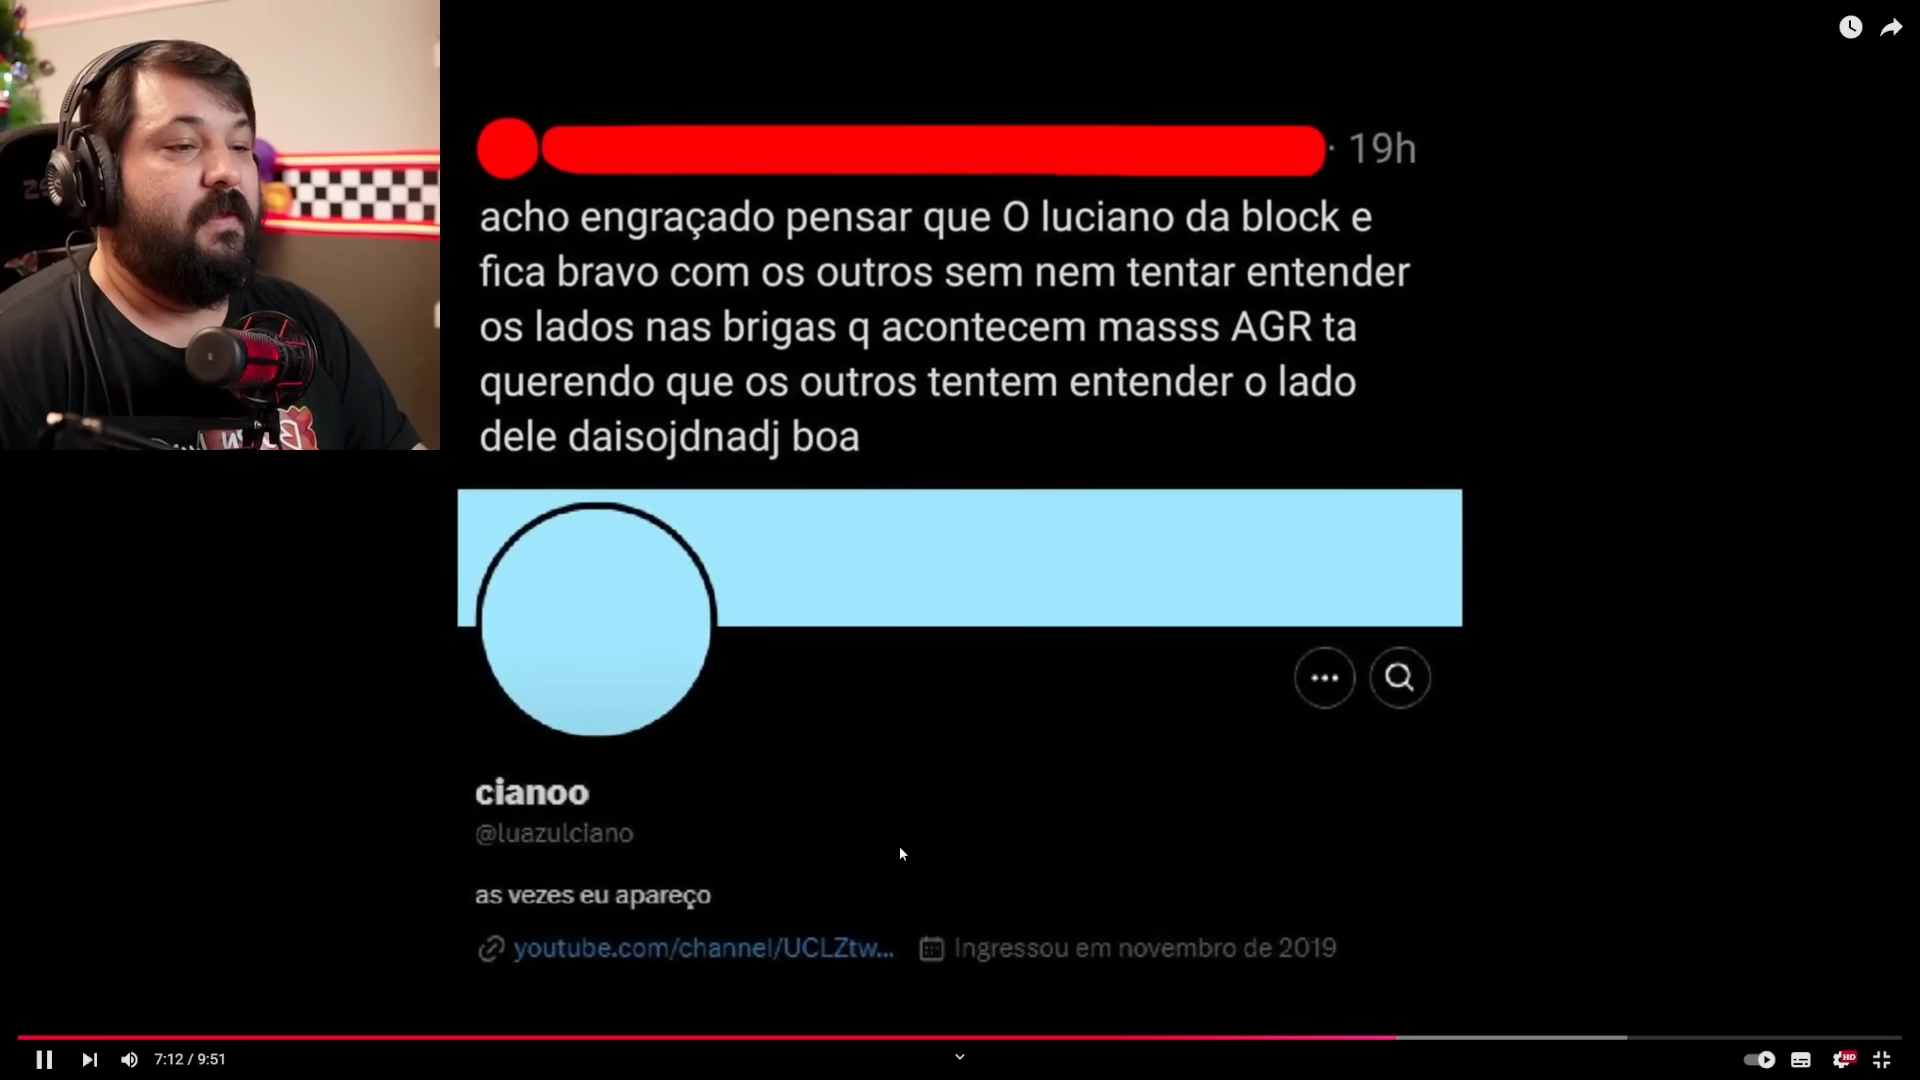 · 19h
acho engraçado pensar que O luciano da block e
fica bravo com os outros sem nem tentar entender
os lados nas brigas q acontecem masss AGR ta
querendo que os outros tentem entender o lado
dele daisojdnadj boa
cianoo
@luazulciano
as vezes eu apareço
youtube.com/channel/UCLZtw... Ingressou em novembro de 2019
7:12 / 9:51
HD